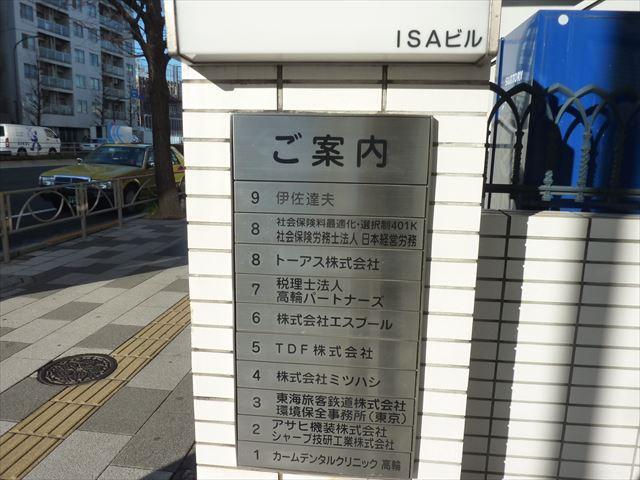 ISAビル
SUNTORY
ご案内
9 伊佐達夫
8 社会保険料最適化・選択制401K
社会保険労務士法人 日本経営労務
8 トーアス株式会社
7 税理士法人
高輪パートナーズ
6 株式会社エスプール
5 TDF株式会社
4 株式会社ミツハシ
3 東海旅客鉄道株式会社
環境保全事務所(東京)
2 アサヒ機装株式会社
シャープ技研工業株式会社
1 カームデンタルクリニック 高輪